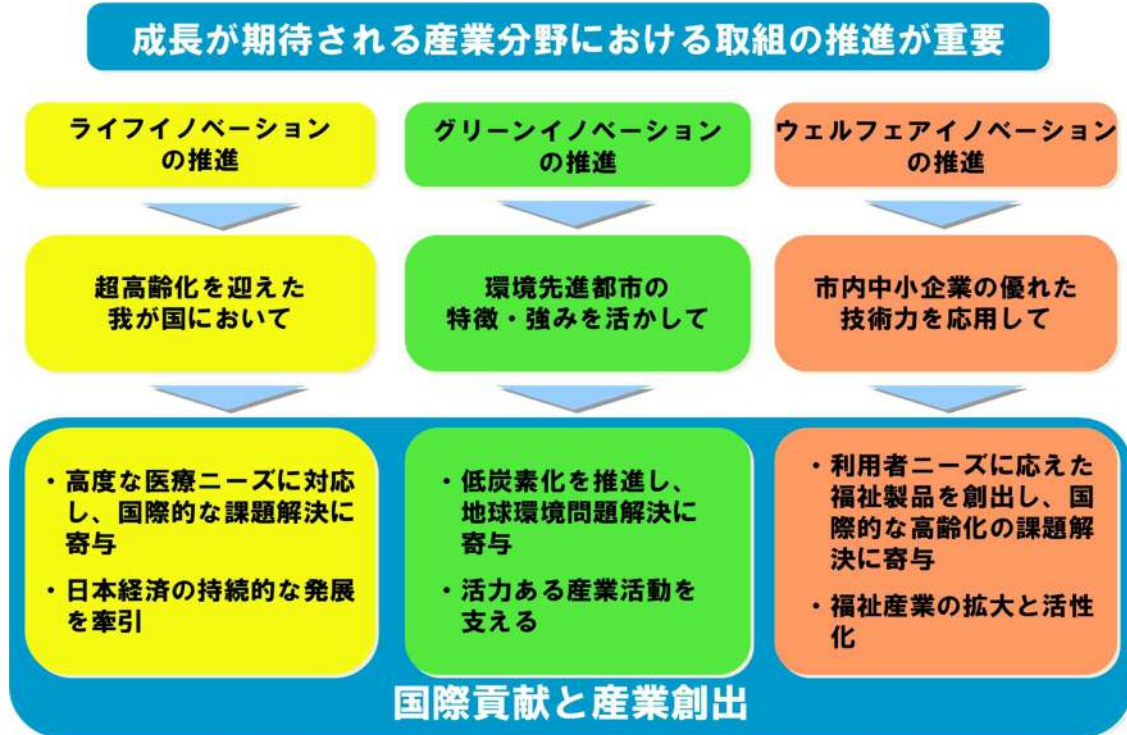 成長が期待される産業分野における取組の推進が重要
ライフイノベーション
の推進
超高齢化を迎えた
我が国において
・高度な医療ニーズに対応
し、国際的な課題解決に
寄与
・日本経済の持続的な発展
を牽引
グリーンイノベーション
の推進
環境先進都市の
特徴・強みを活かして
・低炭素化を推進し、
地球環境問題解決に
寄与
・活力ある産業活動を
支える
ウェルフェアイノベーション
の推進
市内中小企業の優れた
技術力を応用して
・利用者ニーズに応えた
福祉製品を創出し、国
際的な高齢化の課題解
決に寄与
・福祉産業の拡大と活性
化
国際貢献と産業創出